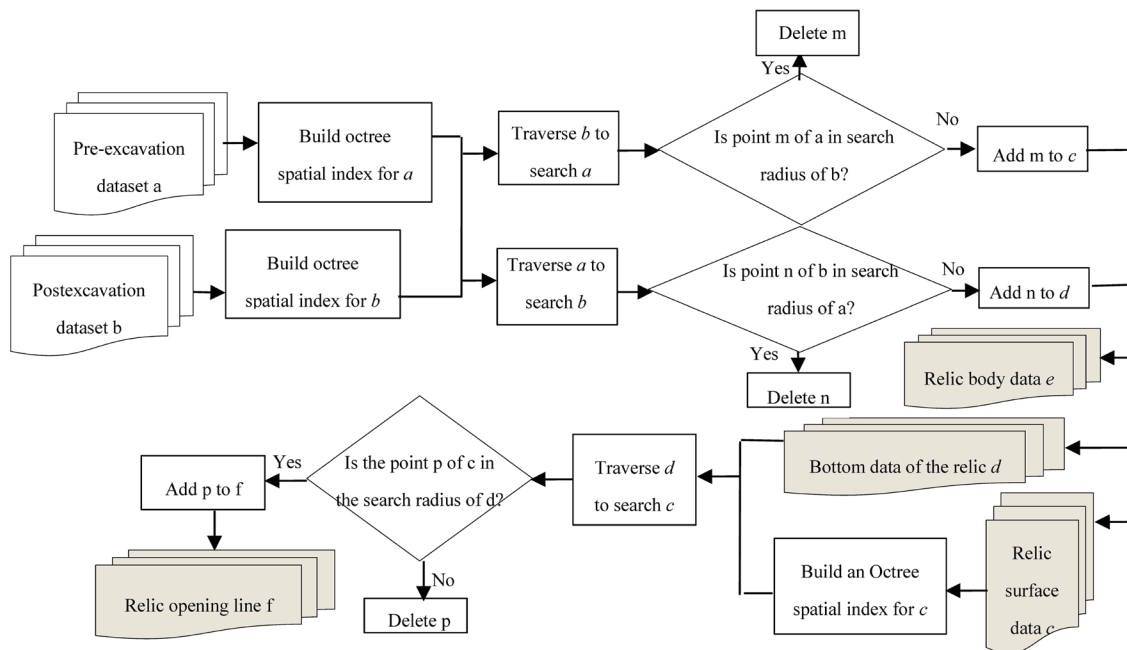 Delete m
Yes
Pre-excavation
dataset a
Build octree
spatial index for a
Traverse b to
search a
Is point m of a in search
radius of b?
No
Add m to c
Postexcavation
dataset b
Build octree
spatial index for b
Traverse a to
search b
Is point n of b in search
radius of a?
No
Add n to d
Yes
Delete n
Relic body data e
Bottom data of the relic d
Relic
surface
data c
Build an Octree
spatial index for c
Traverse d
to search c
Is the point p of c in
the search radius of d?
Yes
Add p to f
Relic opening line f
No
Delete p